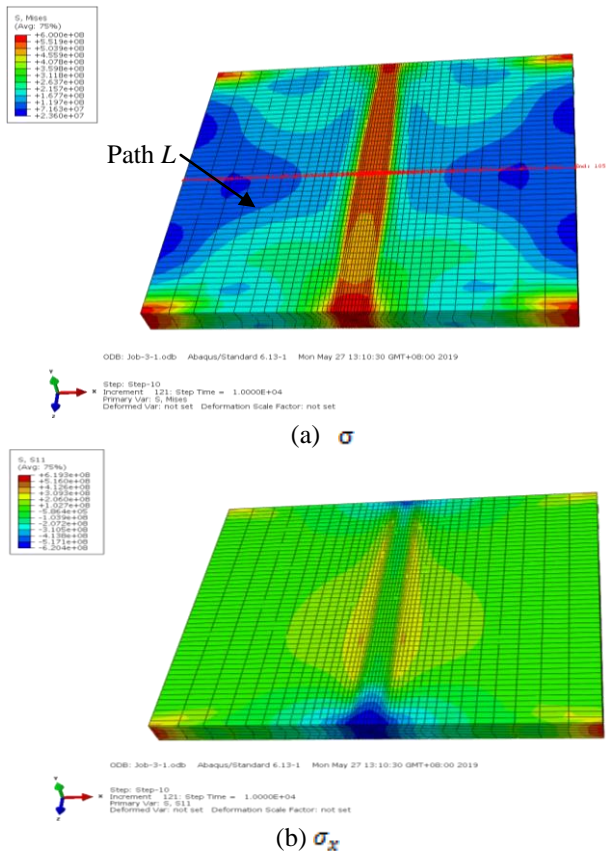 S, Mises
(Avg: 75%)
+6.000e+08
+5.519e+08
+5.039e+08
+4.559e+08
+4.078e+08
+3.598e+08
+3.118e+08
+2.637e+08
+2.157e+08
+1.677e+08
+1.197e+08
+7.163e+07
+2.360e+07
Path L
ODB: Job-3-1.odb Abaqus/Standard 6.13-1 Mon May 27 13:10:30 GMT+08:00 2019
Y
X
Z
Step: Step-10
Increment 121: Step Time = 1.0000E+04
Primary Var: S, Mises
Deformed Var: not set Deformation Scale Factor: not set
(a) σ
S, S11
(Avg: 75%)
+6.193e+08
+5.160e+08
+4.126e+08
+3.093e+08
+2.060e+08
+1.027e+08
-5.864e+05
-1.039e+08
-2.072e+08
-3.105e+08
-4.138e+08
-5.171e+08
-6.204e+08
ODB: Job-3-1.odb Abaqus/Standard 6.13-1 Mon May 27 13:10:30 GMT+08:00 2019
Y
X
Z
Step: Step-10
Increment 121: Step Time = 1.0000E+04
Primary Var: S, S11
Deformed Var: not set Deformation Scale Factor: not set
(b) σx